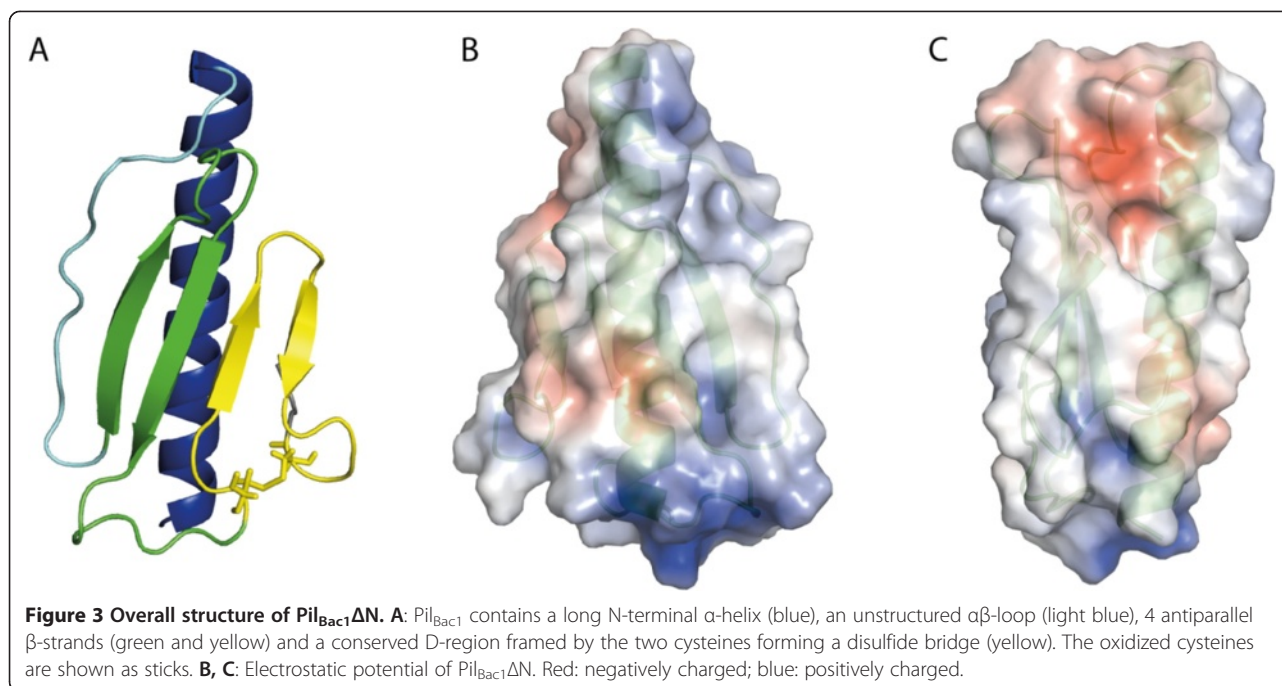 A B C
Figure 3 Overall structure of PilBac1ΔN. A: PilBac1 contains a long N-terminal α-helix (blue), an unstructured αβ-loop (light blue), 4 antiparallel
β-strands (green and yellow) and a conserved D-region framed by the two cysteines forming a disulfide bridge (yellow). The oxidized cysteines
are shown as sticks. B, C: Electrostatic potential of PilBac1ΔN. Red: negatively charged; blue: positively charged.